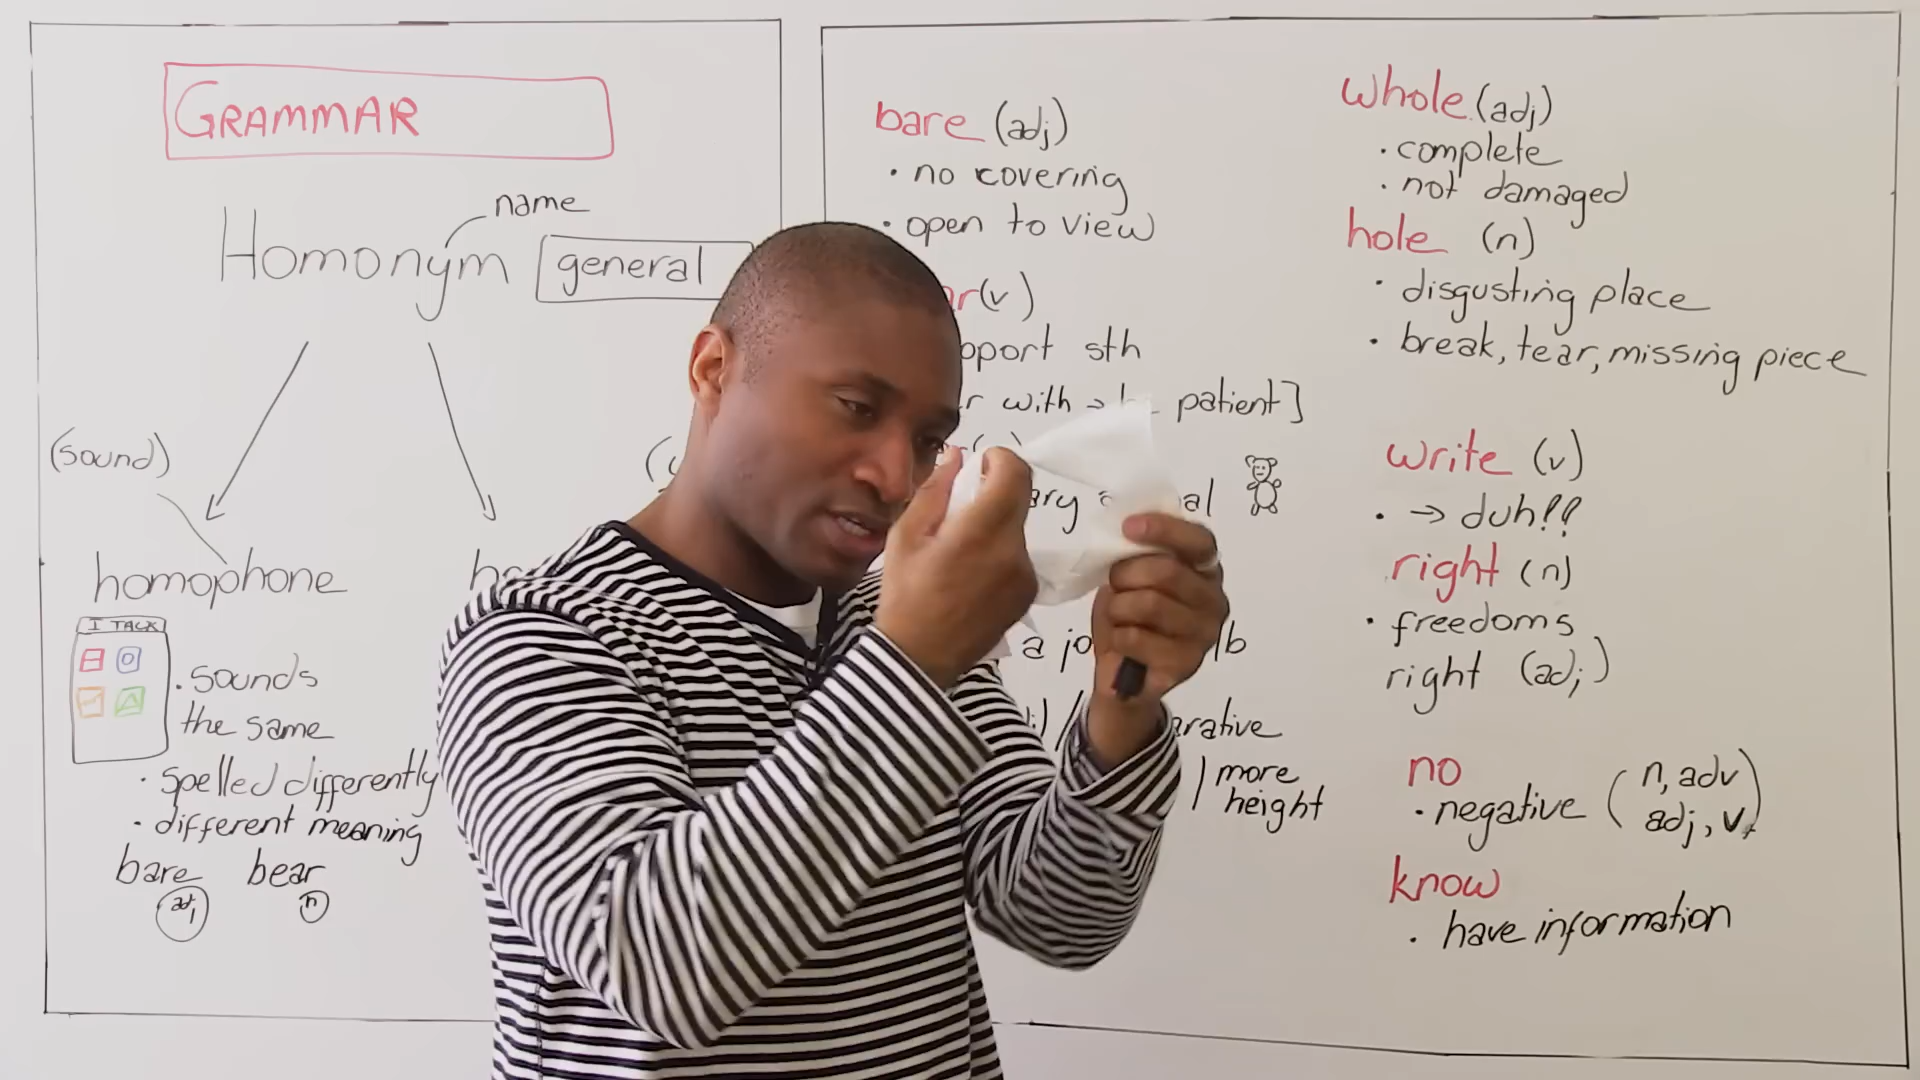 GRAMMAR
name
Homonym
general
(sound)
homophone
I TALK
• sounds
the same
• spelled differently
• different meaning
bare bear
adj n
bare (adj)
• no covering
• open to view
(v)
sth
with → patient]
a
more
height
whole (adj)
• complete
• not damaged
hole (n)
• disgusting place
• break, tear, missing piece
write (v)
• → duh!!
right (n)
• freedoms
right (adj)
no
• negative (n, adv
adj, v)
know
• have information